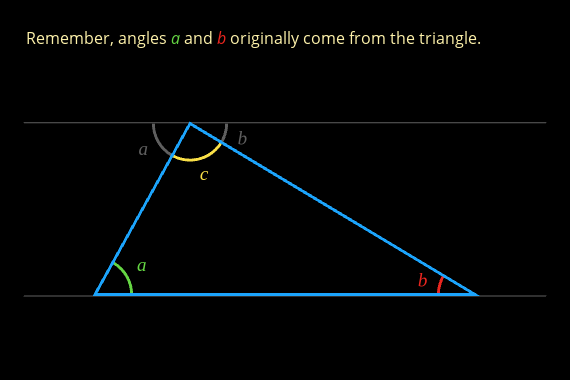 Remember, angles a and b originally come from the triangle.
a
b
c
a
b